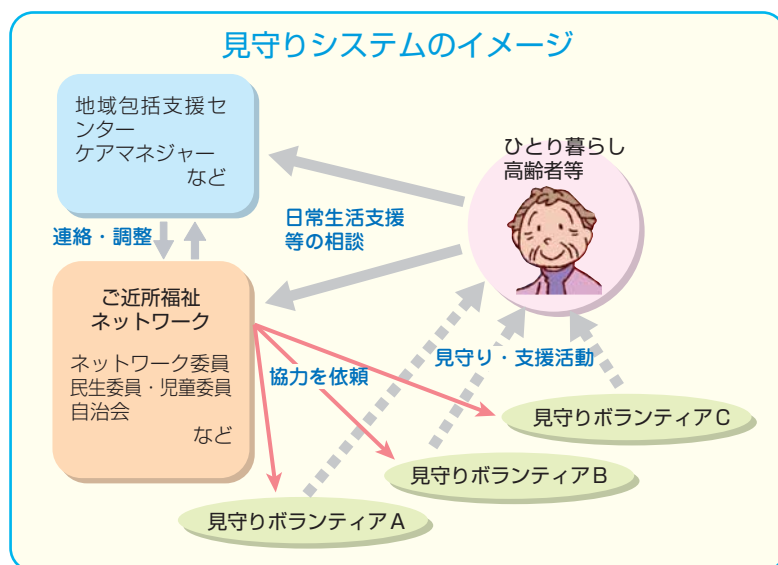 見守りシステムのイメージ
地域包括支援セ
ンター
ケアマネジャー
など
ひとり暮らし
高齢者等
日常生活支援
等の相談
連絡・調整
ご近所福祉
ネットワーク
ネットワーク委員
民生委員・児童委員
自治会
など
協力を依頼
見守り・支援活動
見守りボランティアC
見守りボランティアB
見守りボランティアA